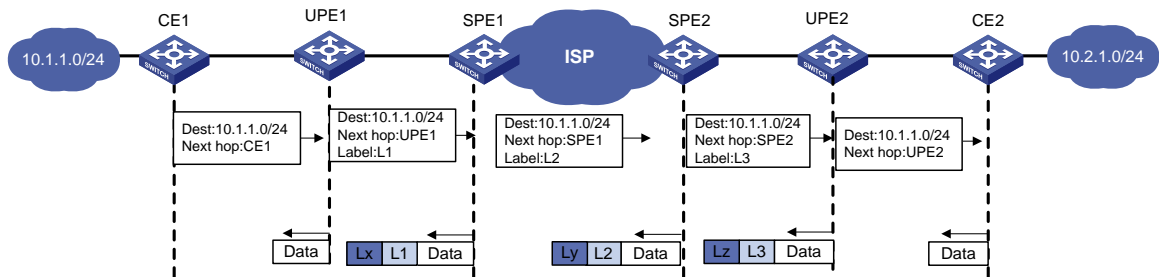 CE1
UPE1
SPE1
SPE2
UPE2
CE2
10.1.1.0/24
SWITCH
SWITCH
SWITCH
ISP
SWITCH
SWITCH
SWITCH
10.2.1.0/24
Dest:10.1.1.0/24
Next hop:CE1
Dest:10.1.1.0/24
Next hop:UPE1
Label:L1
Dest:10.1.1.0/24
Next hop:SPE1
Label:L2
Dest:10.1.1.0/24
Next hop:SPE2
Label:L3
Dest:10.1.1.0/24
Next hop:UPE2
Data
Lx L1 Data
Ly L2 Data
Lz L3 Data
Data